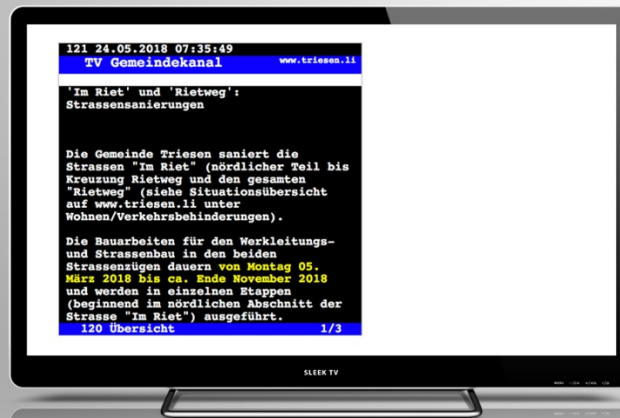 121 24.05.2018 07:35:49
TV Gemeindekanal www.triesen.li
'Im Riet' und 'Rietweg':
Strassensanierungen
Die Gemeinde Triesen saniert die
Strassen "Im Riet" (nördlicher Teil bis
Kreuzung Rietweg und den gesamten
"Rietweg" (siehe Situationsübersicht
auf www.triesen.li unter
Wohnen/Verkehrsbehinderungen).
Die Bauarbeiten für den Werkleitungs-
und Strassenbau in den beiden
Strassenzügen dauern von Montag 05.
März 2018 bis ca. Ende November 2018
und werden in einzelnen Etappen
(beginnend im nördlichen Abschnitt der
Strasse "Im Riet") ausgeführt.
120 Übersicht 1/3
SLEEK TV